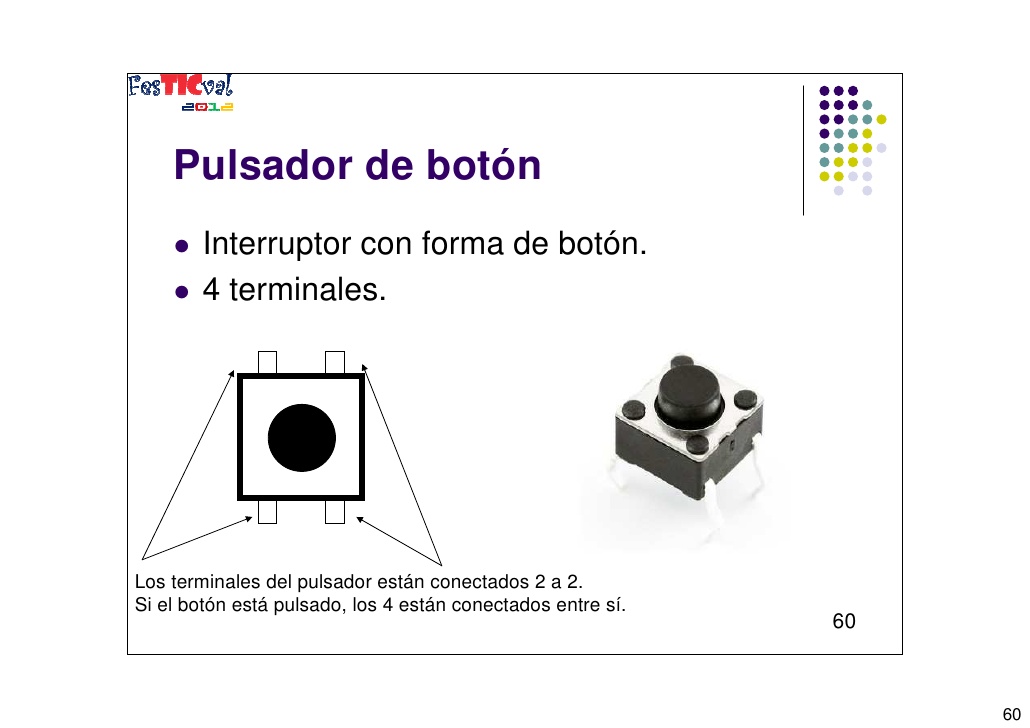 FesTICval
2012
Pulsador de botón
Interruptor con forma de botón.
4 terminales.
Los terminales del pulsador están conectados 2 a 2.
Si el botón está pulsado, los 4 están conectados entre sí.
60
60